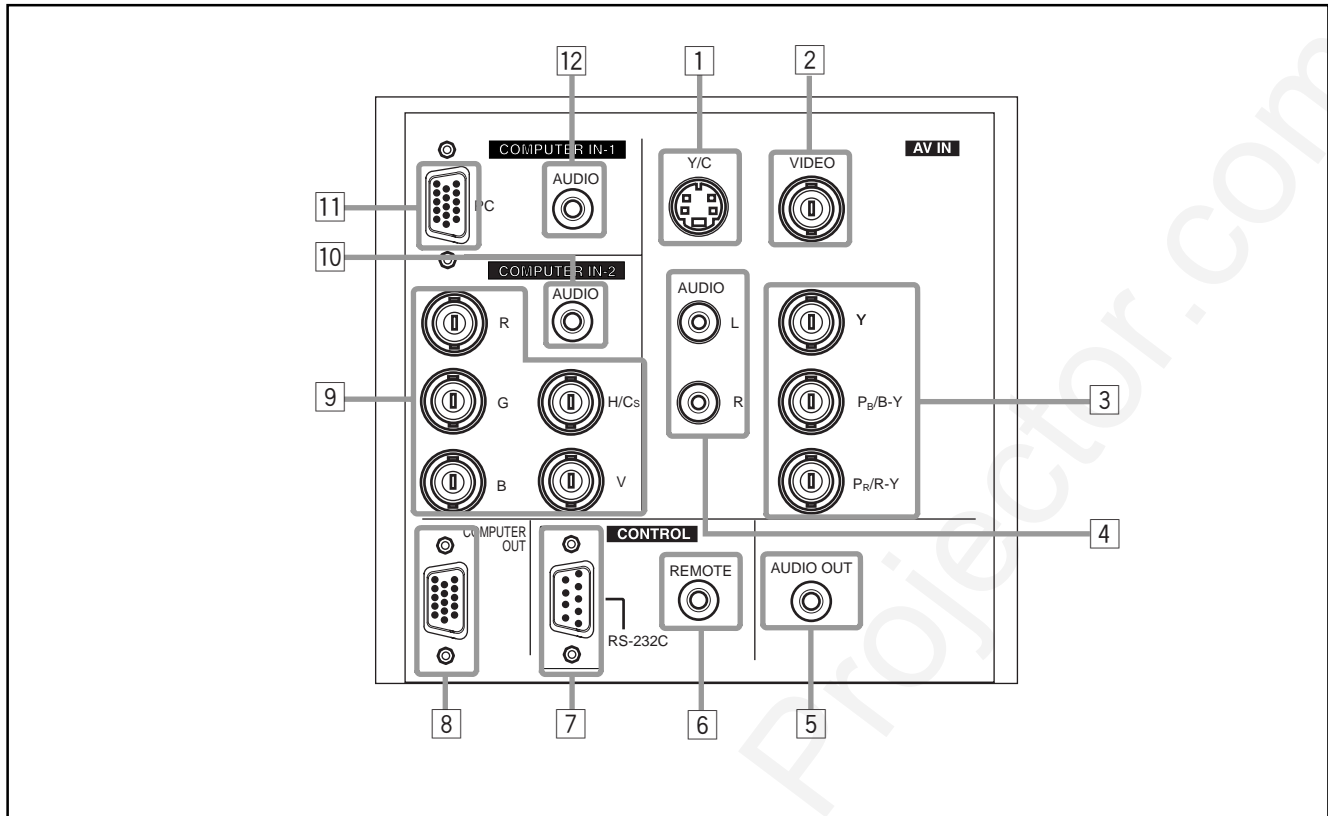 12
1
2
COMPUTER IN-1
AV IN
AUDIO
Y/C
VIDEO
11
PC
10
COMPUTER IN-2
AUDIO
AUDIO
R
L
Y
9
G
H/Cs
R
PB/B-Y
3
B
V
PR/R-Y
4
COMPUTER
OUT
CONTROL
REMOTE
AUDIO OUT
RS-232C
8
7
6
5
Projector.com